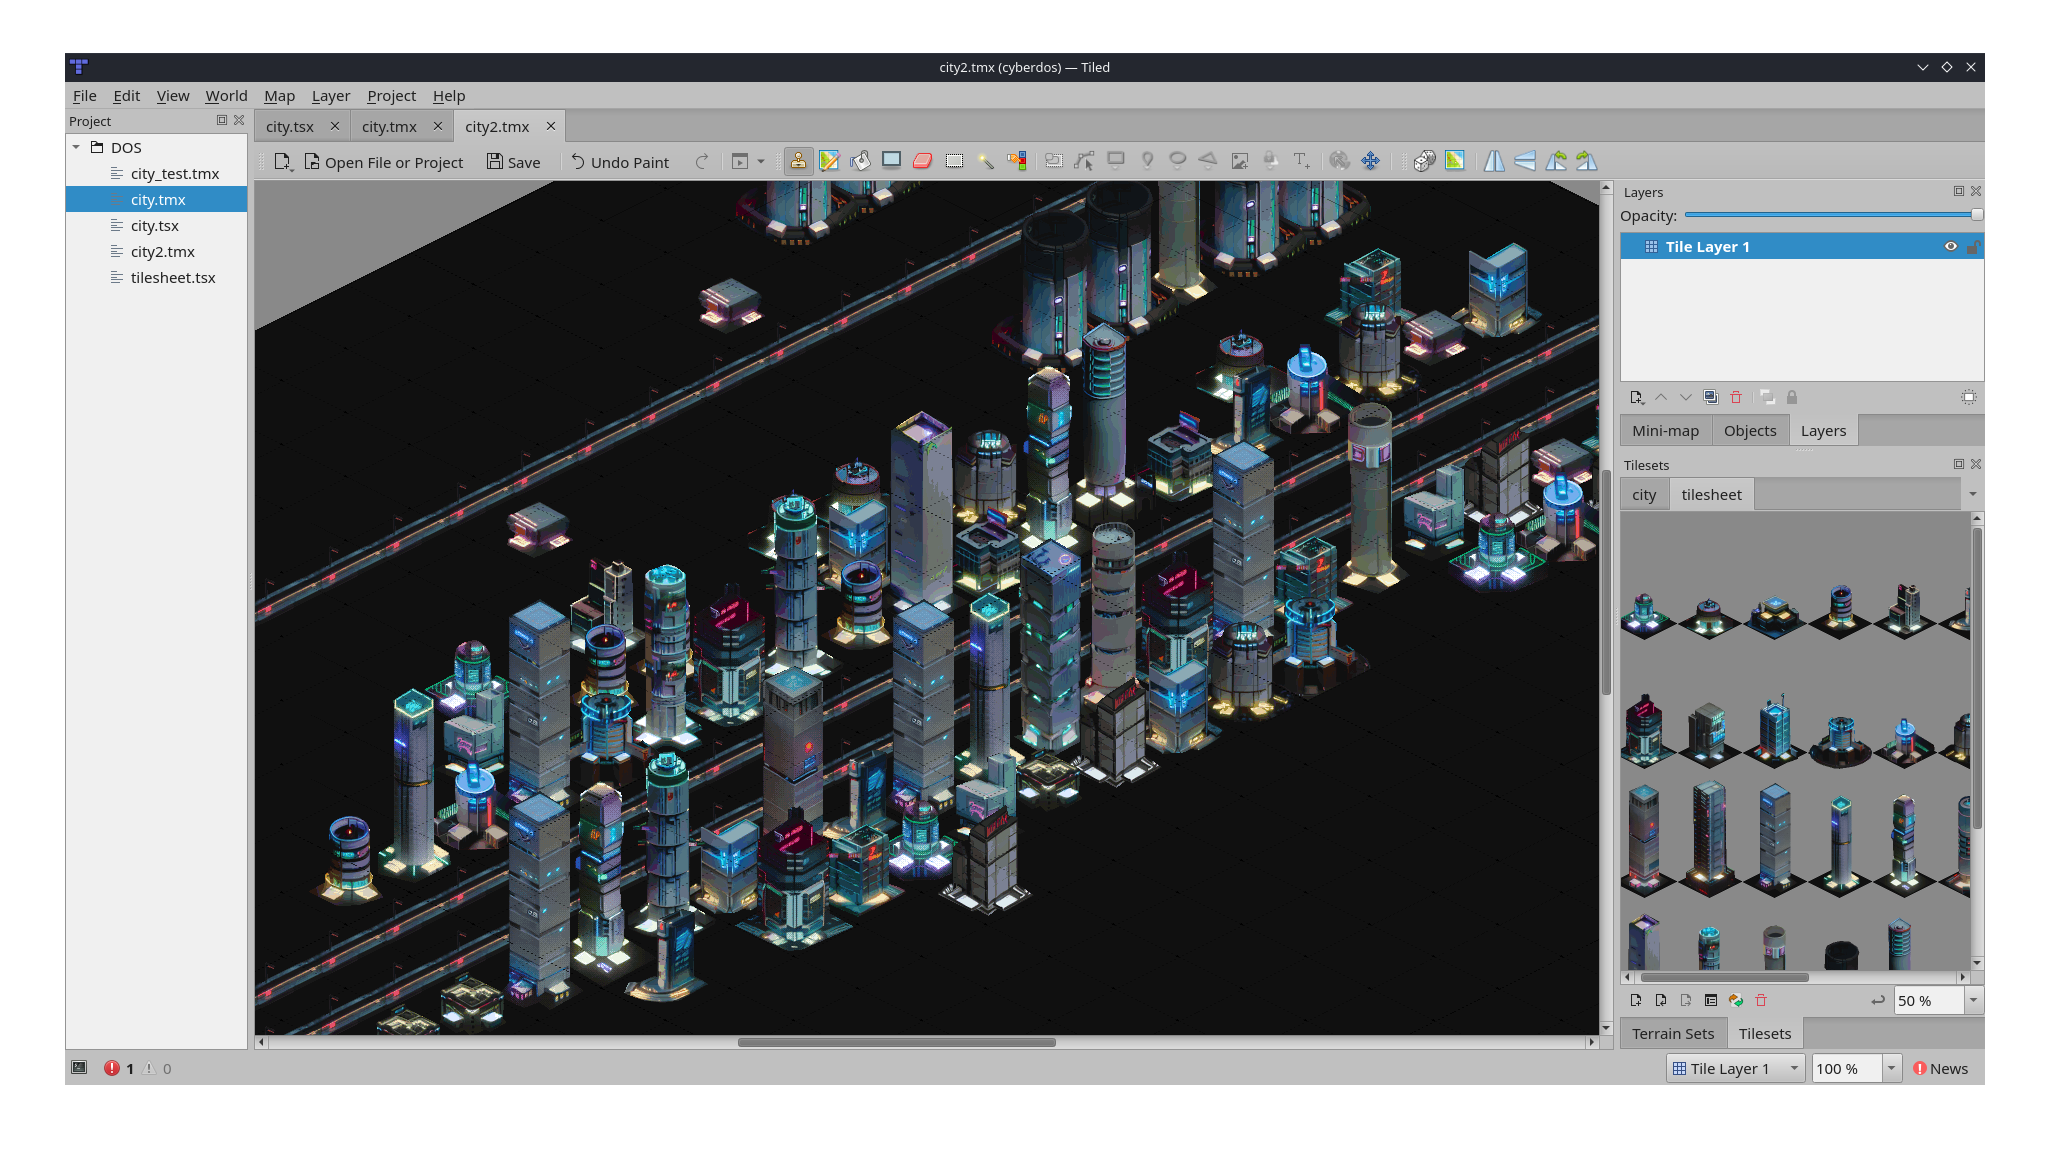 city2.tmx (cyberdos) — Tiled
File Edit View World Map Layer Project Help
Project
DOS
city_test.tmx
city.tmx
city.tsx
city2.tmx
tilesheet.tsx
city.tsx city.tmx city2.tmx
Open File or Project Save Undo Paint
Layers
Opacity:
Tile Layer 1
Mini-map Objects Layers
Tilesets
city tilesheet
50 %
Terrain Sets Tilesets
1 0
Tile Layer 1 100 % News